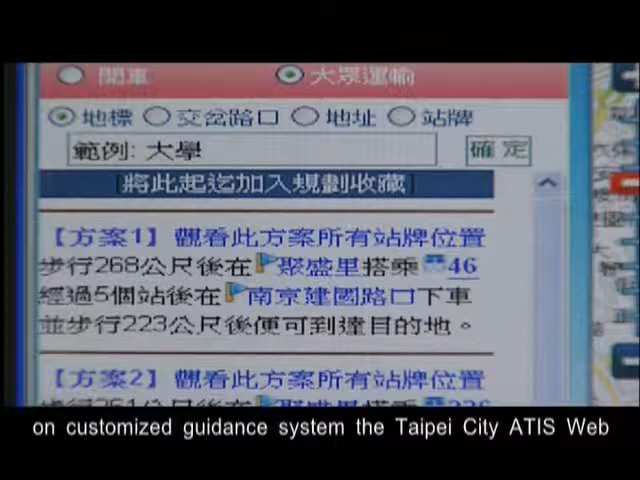 開車 大眾運輸
地標 交岔路口 地址 站牌
範例: 大學 確定
將此起迄加入規劃收藏
【方案1】 觀看此方案所有站牌位置
步行268公尺後在 聚盛里搭乘 46
經過5個站後在 南京建國路口下車
並步行223公尺後便可到達目的地。
【方案2】 觀看此方案所有站牌位置
on customized guidance system the Taipei City ATIS Web